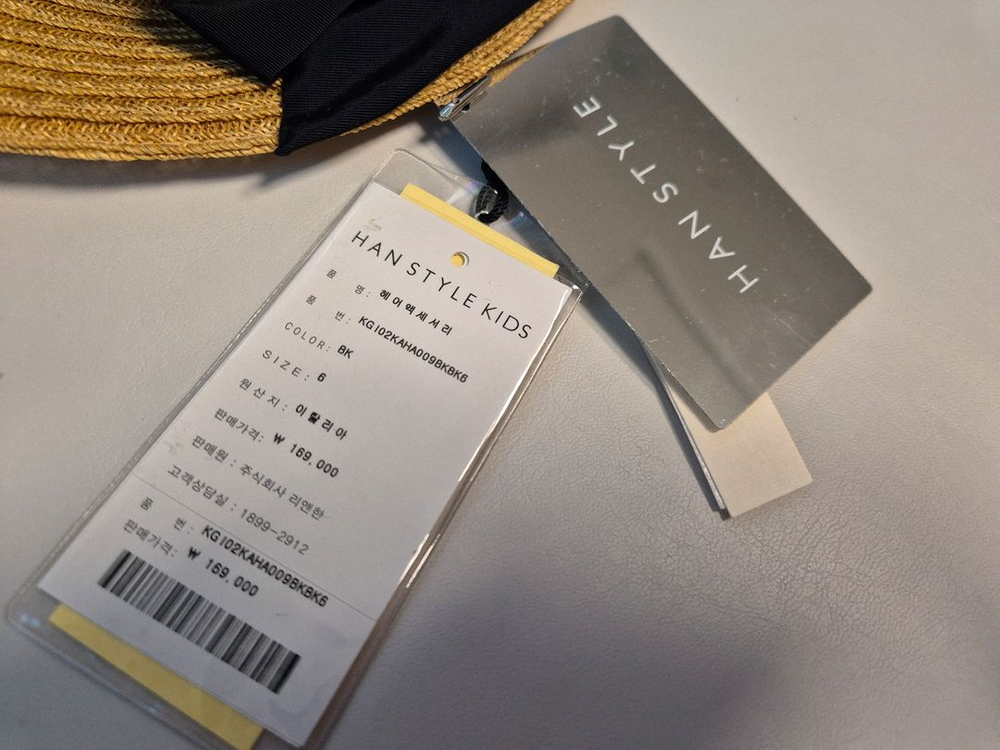 HAN STYLE KIDS
품 명 : 헤어액세서리
품 번 : KGI02KAHA009BKBK6
COLOR : BK
SIZE : 6
원산지 : 이탈리아
판매가격: ₩ 169,000
판매원 : 주식회사 리앤한
고객상담실 : 1899-2912
품 번: KGI02KAHA009BKBK6
판매가격: ₩ 169,000
HAN STYLE